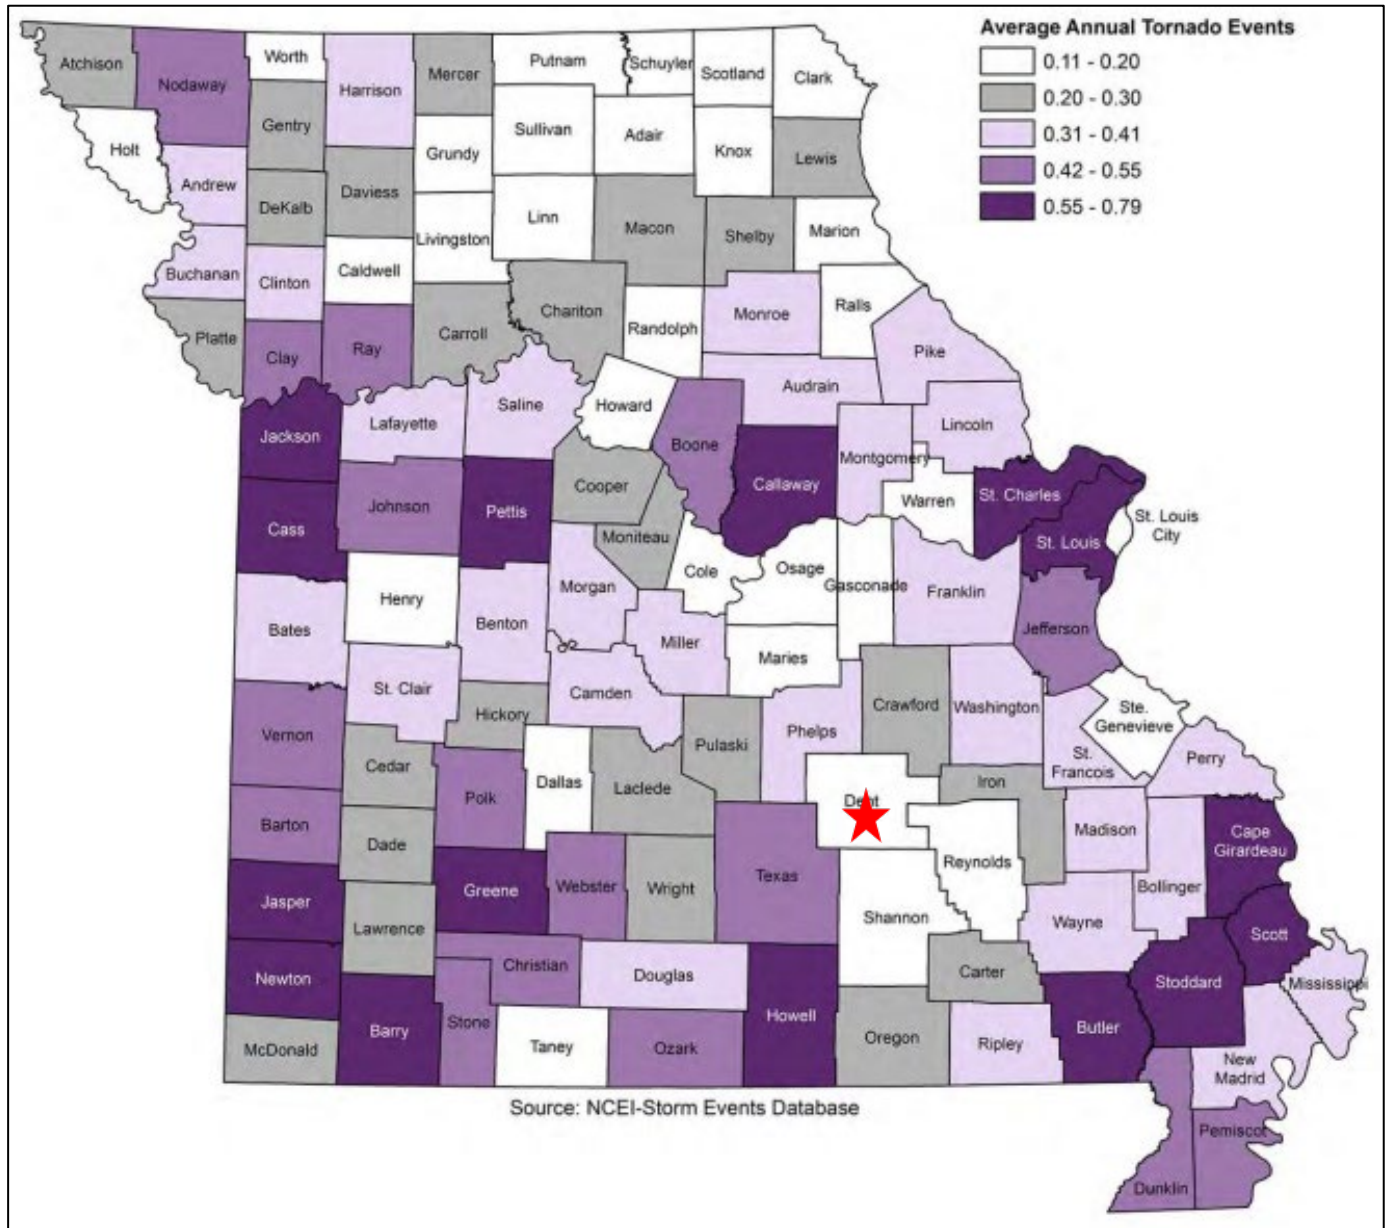 Average Annual Tornado Events
0.11 - 0.20
0.20 - 0.30
0.31 - 0.41
0.42 - 0.55
0.55 - 0.79
Atchison
Nodaway
Worth
Harrison
Mercer
Putnam
Schuyler
Scotland
Clark
Holt
Gentry
Grundy
Sullivan
Adair
Knox
Lewis
Andrew
DeKalb
Daviess
Livingston
Linn
Macon
Shelby
Marion
Buchanan
Clinton
Caldwell
Platte
Clay
Ray
Carroll
Chariton
Randolph
Monroe
Ralls
Pike
Audrain
Jackson
Lafayette
Saline
Howard
Boone
Callaway
Montgomery
Lincoln
Warren
St. Charles
St. Louis
St. Louis
City
Cass
Johnson
Pettis
Cooper
Moniteau
Cole
Osage
Gasconade
Franklin
Jefferson
Bates
Henry
Benton
Morgan
Miller
Maries
St. Clair
Camden
Hickory
Pulaski
Phelps
Crawford
Washington
St.
Francois
Ste.
Genevieve
Perry
Vernon
Cedar
Polk
Dallas
Laclede
Dent
Iron
Madison
Cape
Girardeau
Barton
Dade
Reynolds
Bollinger
Jasper
Greene
Webster
Wright
Texas
Shannon
Wayne
Scott
Lawrence
Newton
Christian
Douglas
Carter
Stoddard
Mississippi
Barry
Stone
Howell
Butler
McDonald
Taney
Ozark
Oregon
Ripley
New
Madrid
Pemiscot
Dunklin
Source: NCEI-Storm Events Database